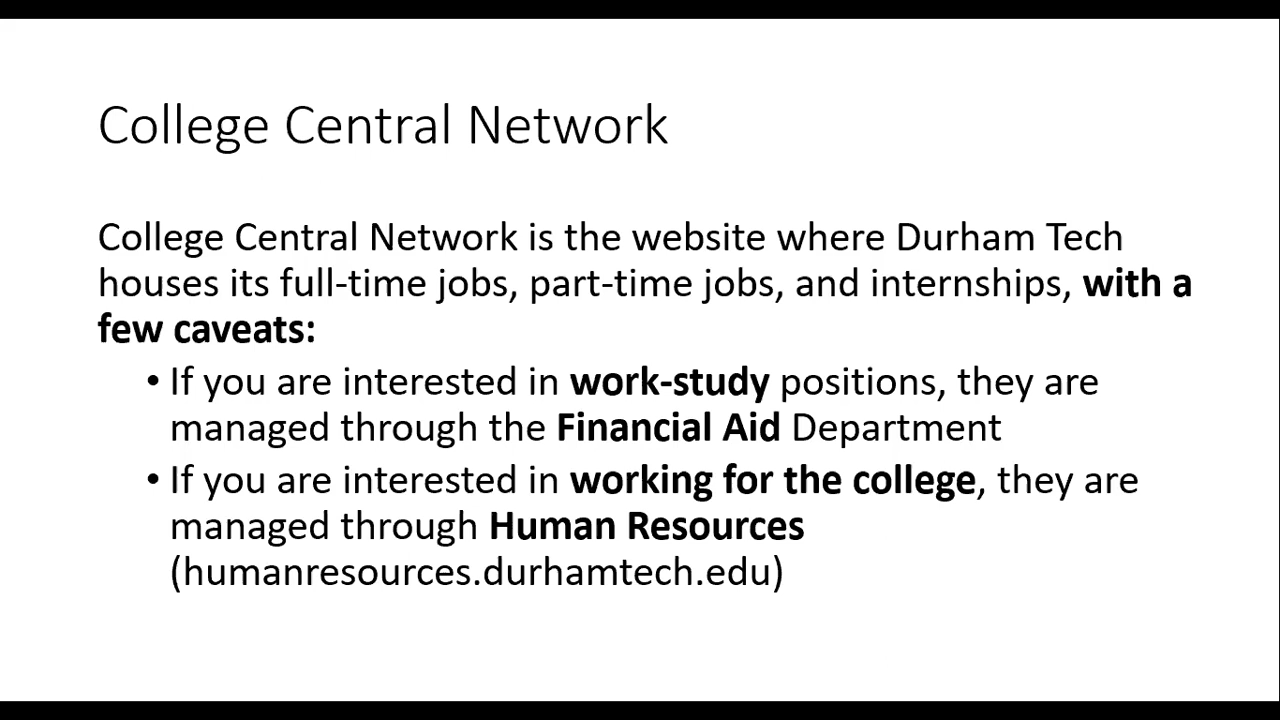 College Central Network
College Central Network is the website where Durham Tech
houses its full-time jobs, part-time jobs, and internships, with a
few caveats:
• If you are interested in work-study positions, they are
managed through the Financial Aid Department
• If you are interested in working for the college, they are
managed through Human Resources
(humanresources.durhamtech.edu)